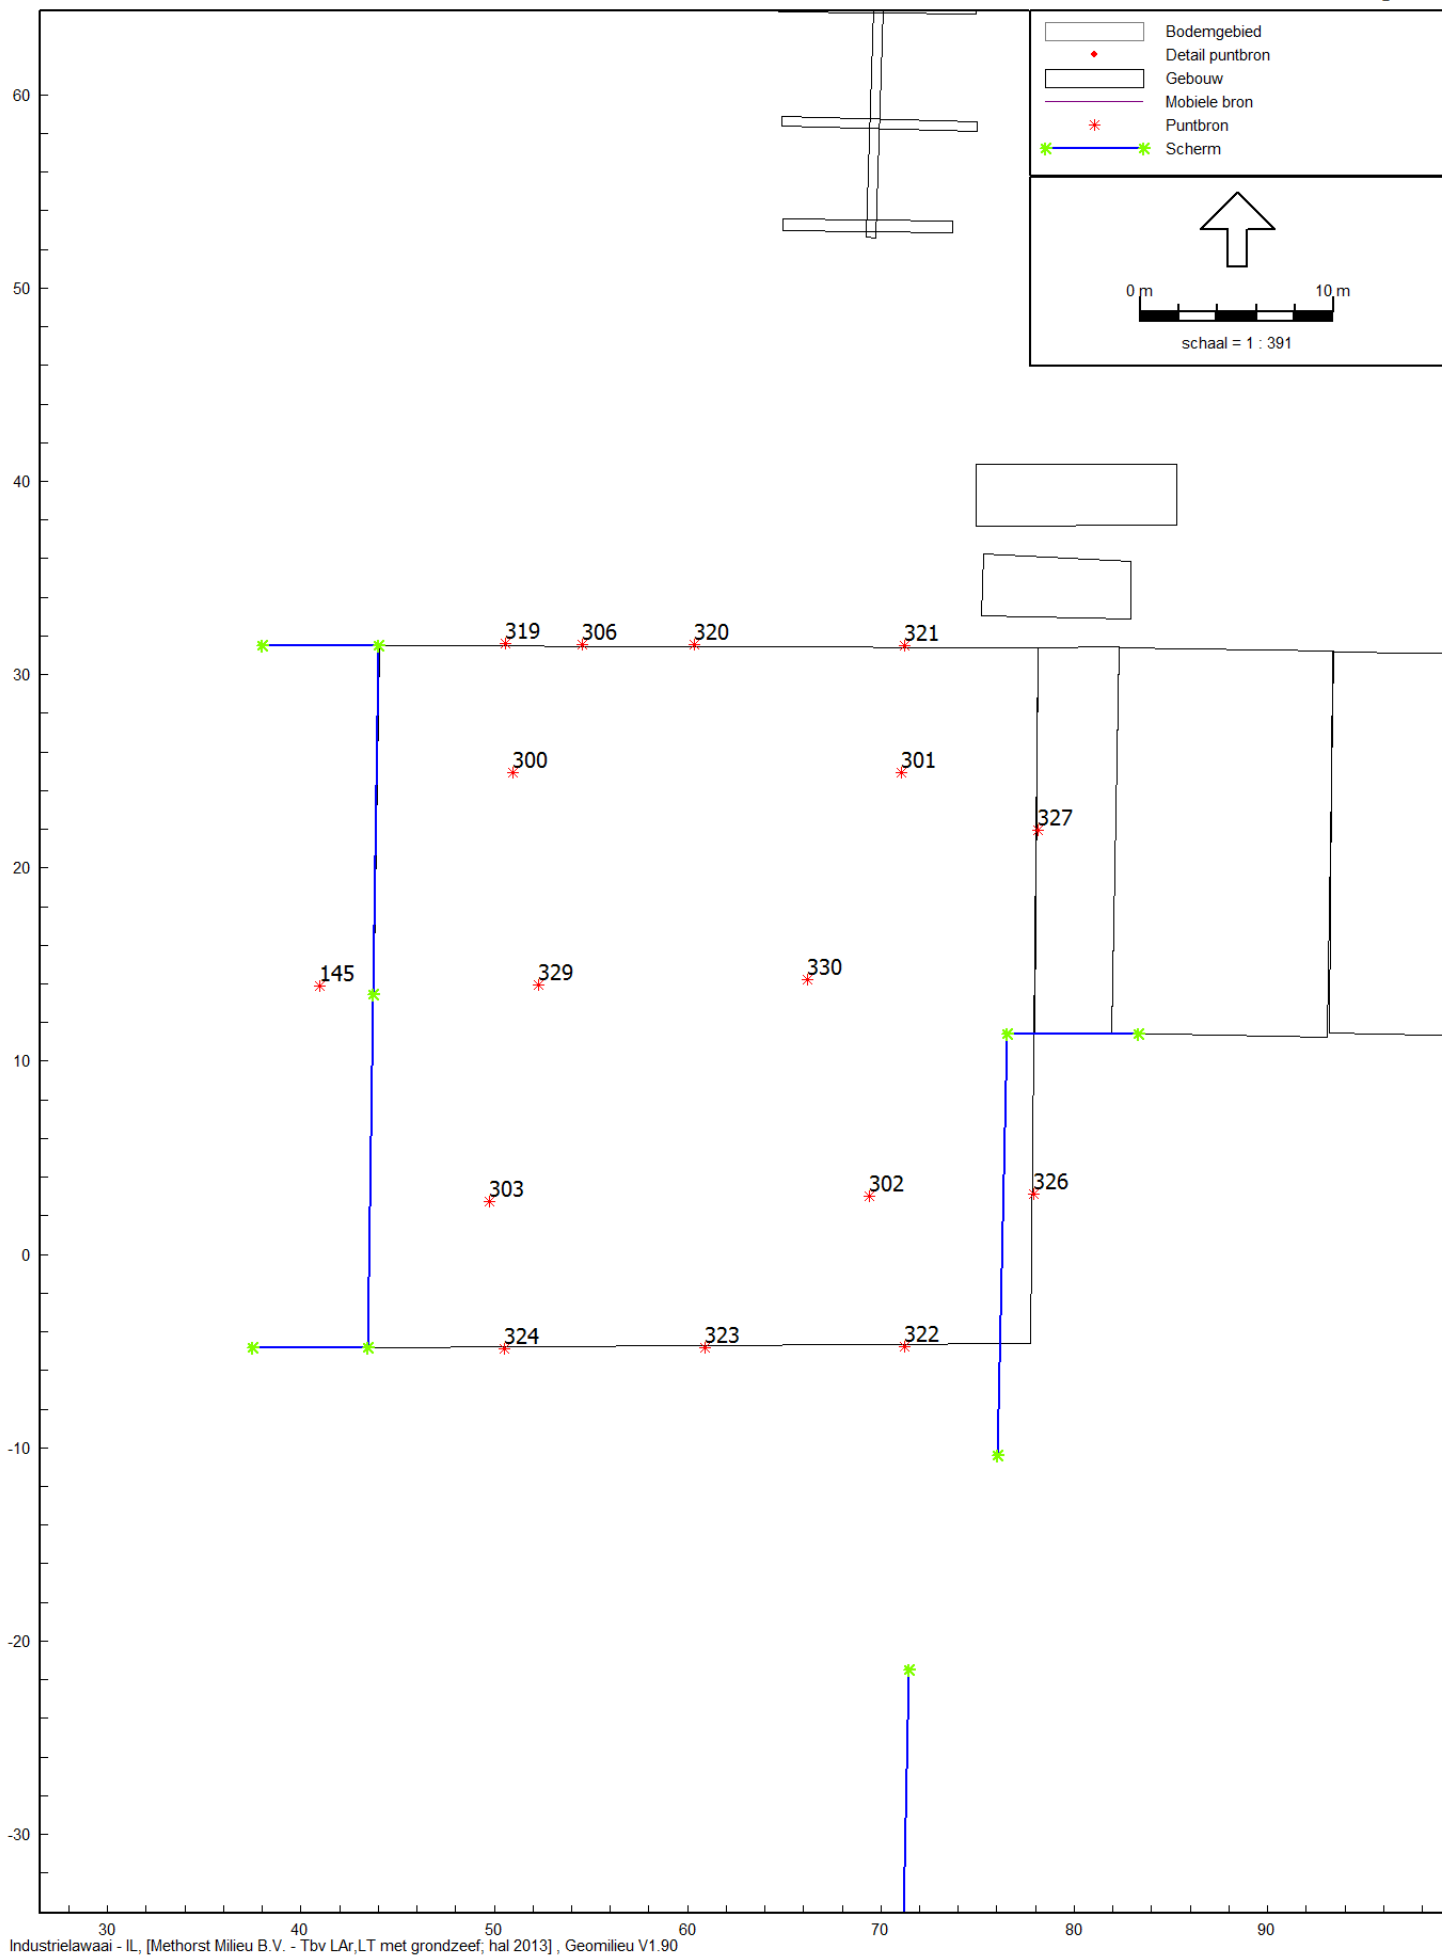 Bodemgebied
Detail puntbron
Gebouw
Mobiele bron
Puntbron
Scherm
0 m 10 m
schaal = 1 : 391
60
50
40
30
20
10
0
-10
-20
-30
319 306 320 321
300 301
327
145 329 330
303 302 326
324 323 322
30 40 50 60 70 80 90
Industrielawaai - IL, [Methorst Milieu B.V. - Tbv LAr,LT met grondzeef; hal 2013] , Geomilieu V1.90